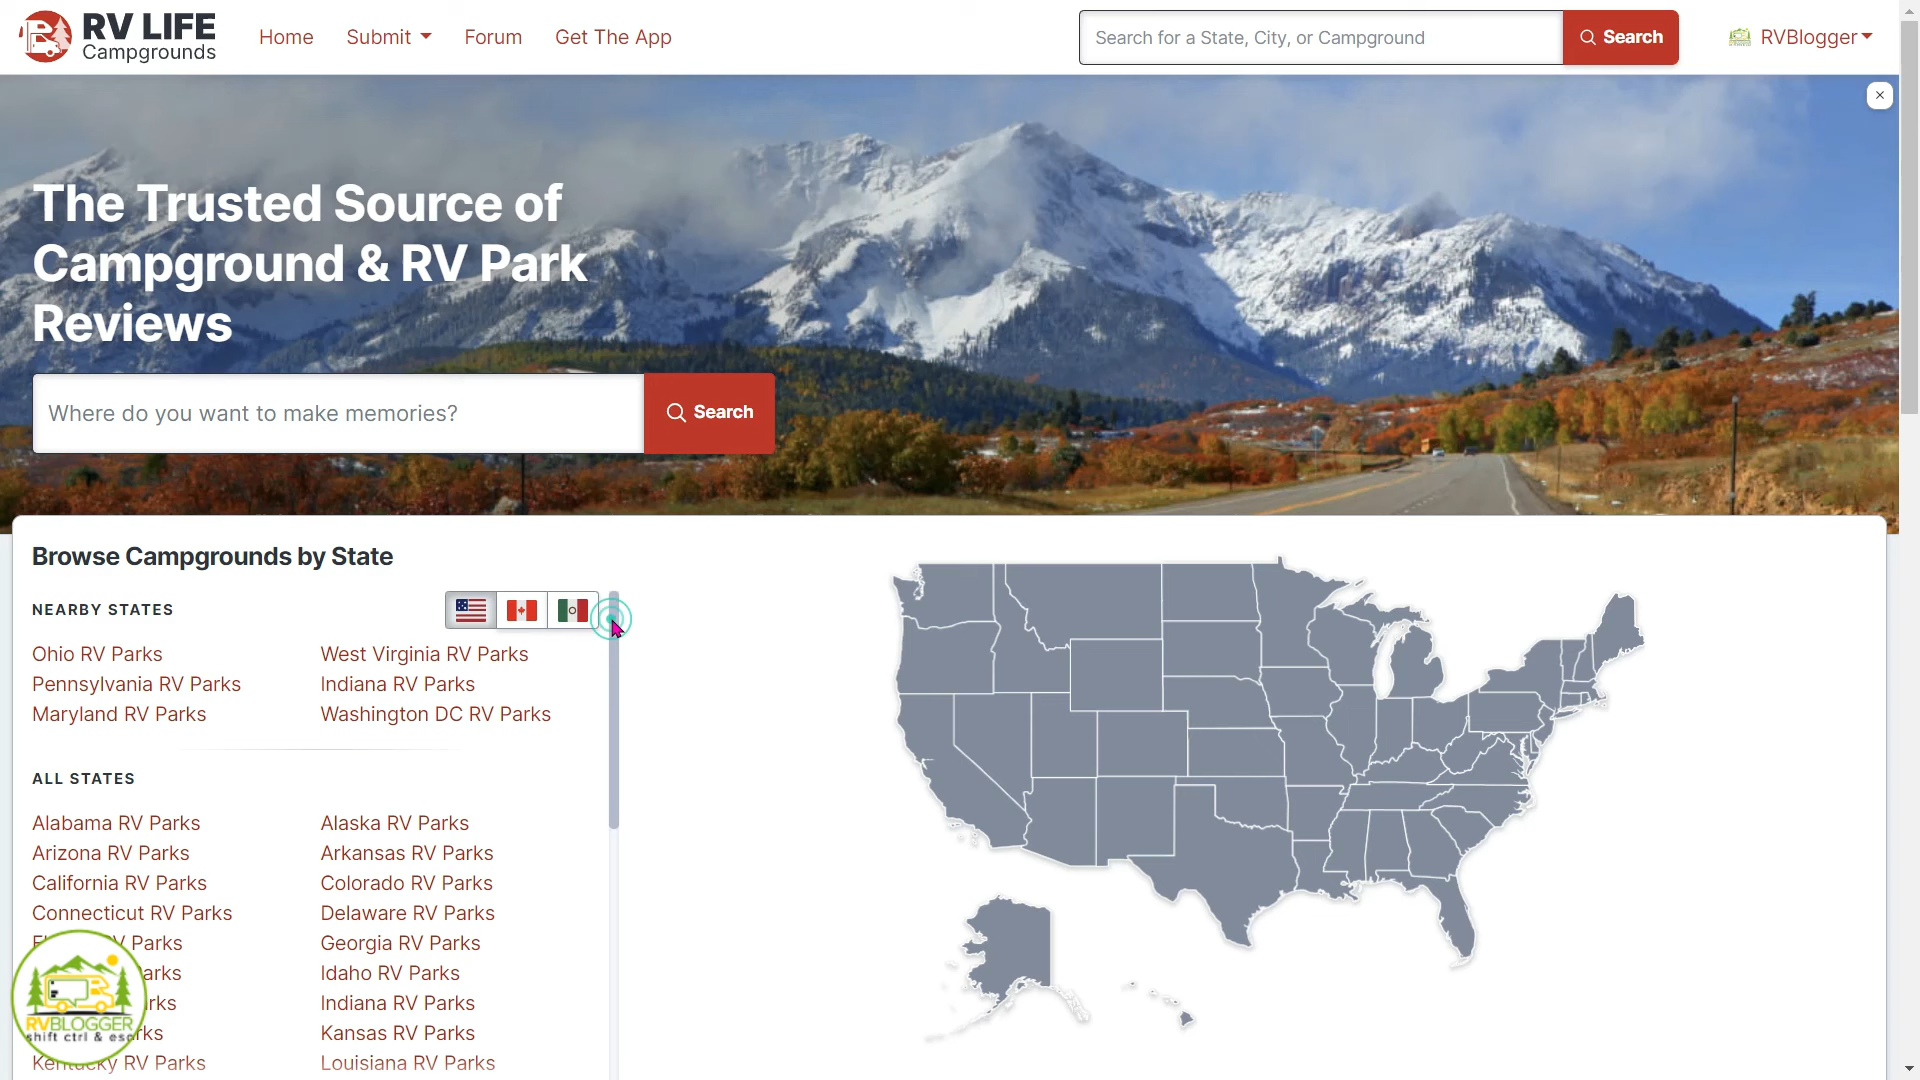 RV LIFE
Campgrounds
Home
Submit
Forum
Get The App
Search for a State, City, or Campground
Search
RVBlogger
The Trusted Source of
Campground & RV Park
Reviews
Where do you want to make memories?
Search
Browse Campgrounds by State
NEARBY STATES
Ohio RV Parks
West Virginia RV Parks
Pennsylvania RV Parks
Indiana RV Parks
Maryland RV Parks
Washington DC RV Parks
ALL STATES
Alabama RV Parks
Alaska RV Parks
Arizona RV Parks
Arkansas RV Parks
California RV Parks
Colorado RV Parks
Connecticut RV Parks
Delaware RV Parks
Parks
Georgia RV Parks
Idaho RV Parks
Indiana RV Parks
Kansas RV Parks
Kentucky RV Parks
Louisiana RV Parks
RVBLOGGER
shift ctrl & esc